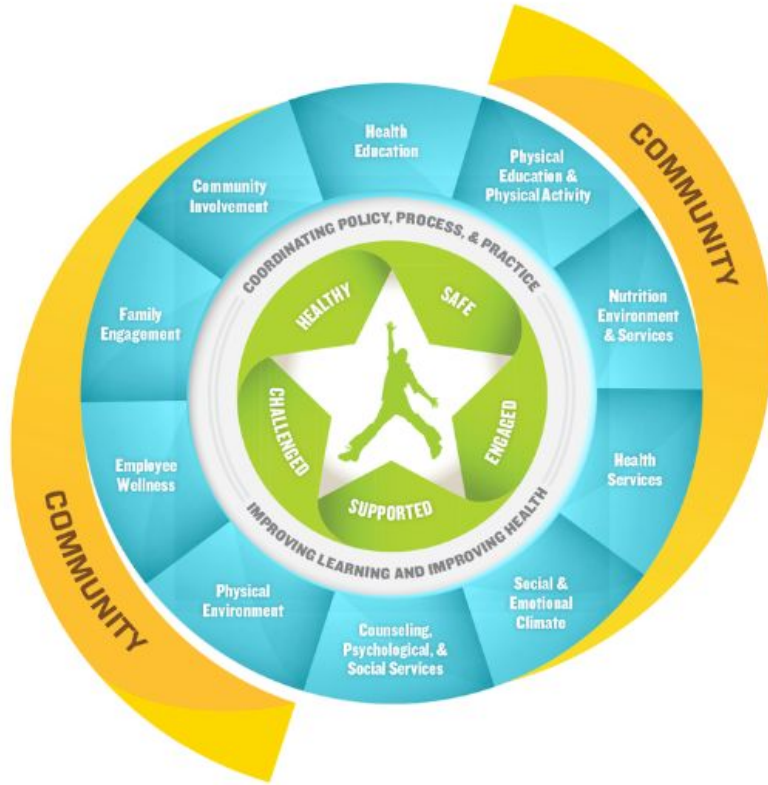 COMMUNITY
Health
Education
Physical
Education &
Physical Activity
Nutrition
Environment
& Services
Health
Services
Social &
Emotional
Climate
Counseling,
Psychological, &
Social Services
Physical
Environment
Employee
Wellness
Family
Engagement
Community
Involvement
COORDINATING POLICY, PROCESS, & PRACTICE
IMPROVING LEARNING AND IMPROVING HEALTH
HEALTHY
SAFE
ENGAGED
SUPPORTED
CHALLENGED
COMMUNITY